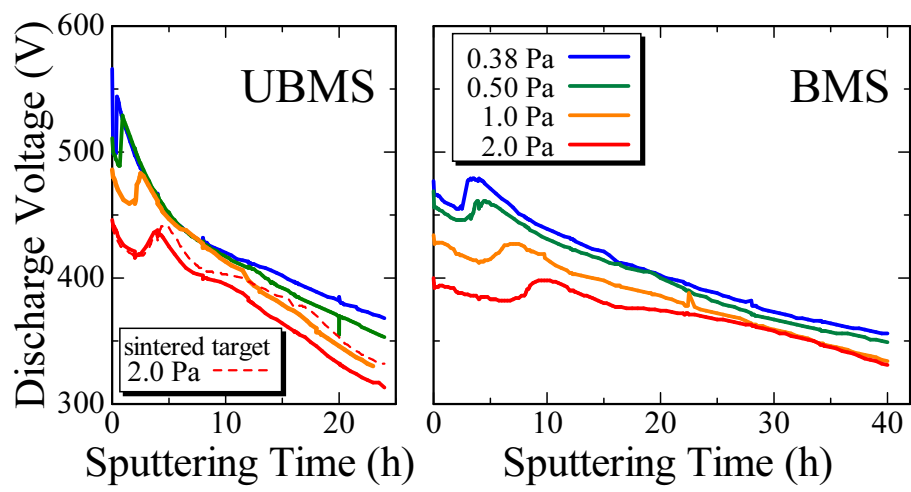 Discharge Voltage (V)
600
500
400
300
UBMS
sintered target
2.0 Pa
0
10
20
Sputtering Time (h)
BMS
0.38 Pa
0.50 Pa
1.0 Pa
2.0 Pa
0
10
20
30
40
Sputtering Time (h)